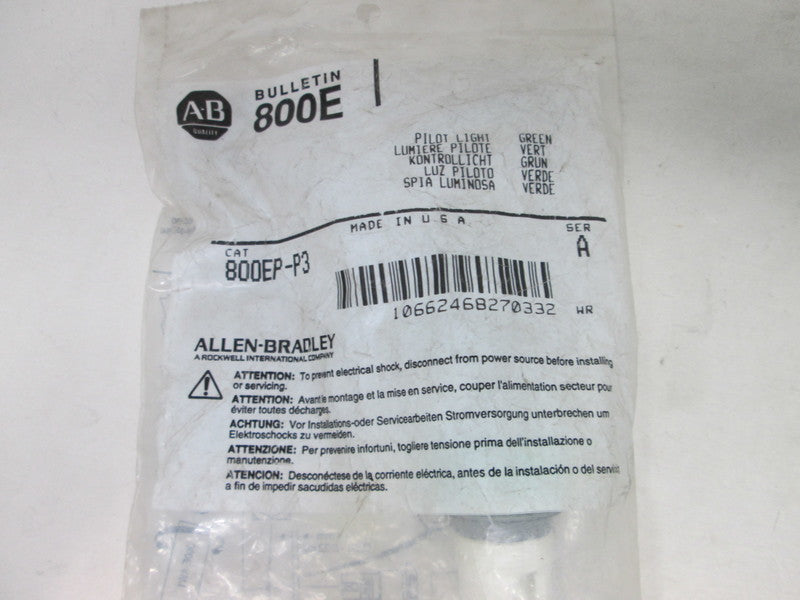 A-B
QUALITY
BULLETIN
800E
PILOT LIGHT GREEN
LUMIERE PILOTE VERT
KONTROLLICHT GRUN
LUZ PILOTO VERDE
SPIA LUMINOSA VERDE
MADE IN U.S.A.
SER
A
CAT
800EP-P3
10662468270332 WR
ALLEN-BRADLEY
A ROCKWELL INTERNATIONAL COMPANY
ATTENTION: To prevent electrical shock, disconnect from power source before installing
or servicing.
ATTENTION: Avant le montage et la mise en service, couper l'alimentation secteur pour
éviter toutes décharges.
ACHTUNG: Vor Installations-oder Servicearbeiten Stromversorgung unterbrechen um
Elektroschocks zu vermeiden.
ATTENZIONE: Per prevenire infortuni, togliere tensione prima dell'installazione o
manutenzione.
ATENCION: Desconéctese de la corriente eléctrica, antes de la instalación o del servicio
a fin de impedir sacudidas eléctricas.